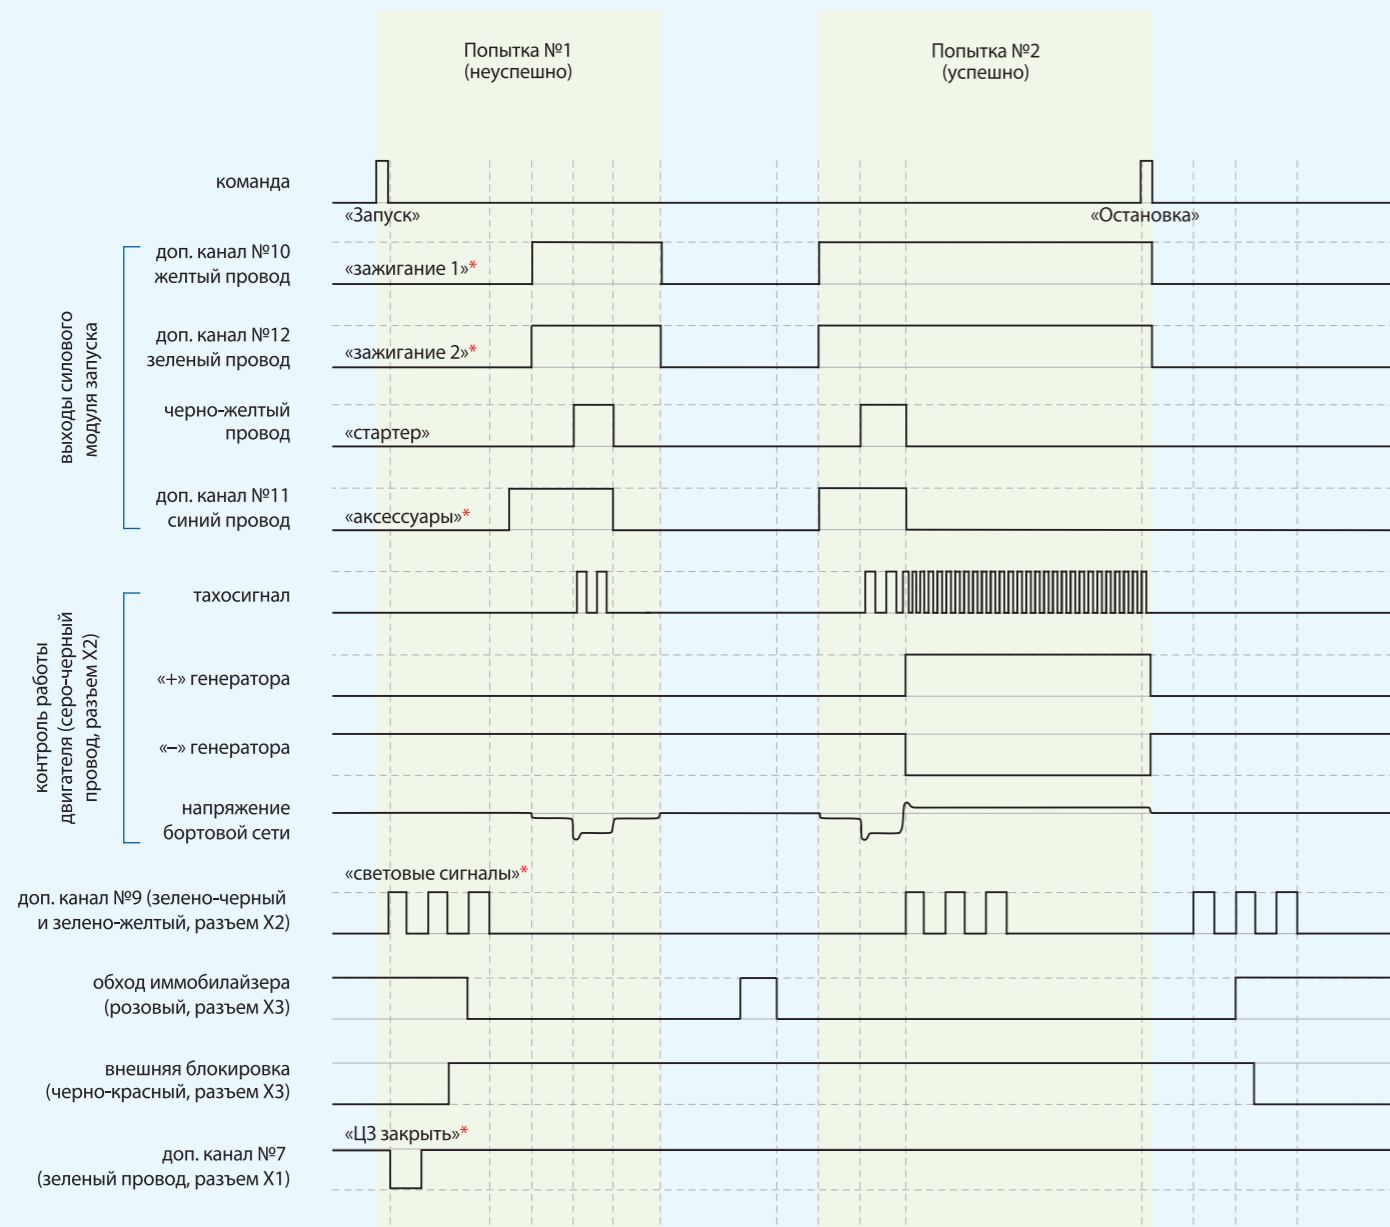 Попытка №1
(неуспешно)
Попытка №2
(успешно)
команда
«Запуск»
«Остановка»
выходы силового
модуля запуска
доп. канал №10
желтый провод
«зажигание 1»*
доп. канал №12
зеленый провод
«зажигание 2»*
черно-желтый
провод
«стартер»
доп. канал №11
синий провод
«аксессуары»*
контроль работы
двигателя (серо-черный
провод, разъем X2)
тахосигнал
«+» генератора
«–» генератора
напряжение
бортовой сети
«световые сигналы»*
доп. канал №9 (зелено-черный
и зелено-желтый, разъем X2)
обход иммобилайзера
(розовый, разъем X3)
внешняя блокировка
(черно-красный, разъем X3)
«ЦЗ закрыть»*
доп. канал №7
(зеленый провод, разъем X1)